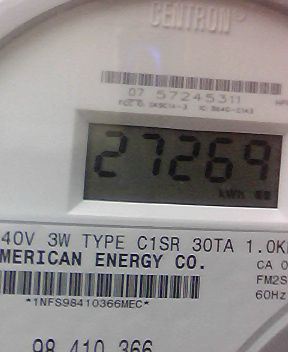 CENTRON®
07 57245311
27269
kWh
40V 3W TYPE C1SR 30TA 1.0K
MERICAN ENERGY CO.
CA 0
FM2S
60Hz
*1NFS98410366MEC*
98 410 366